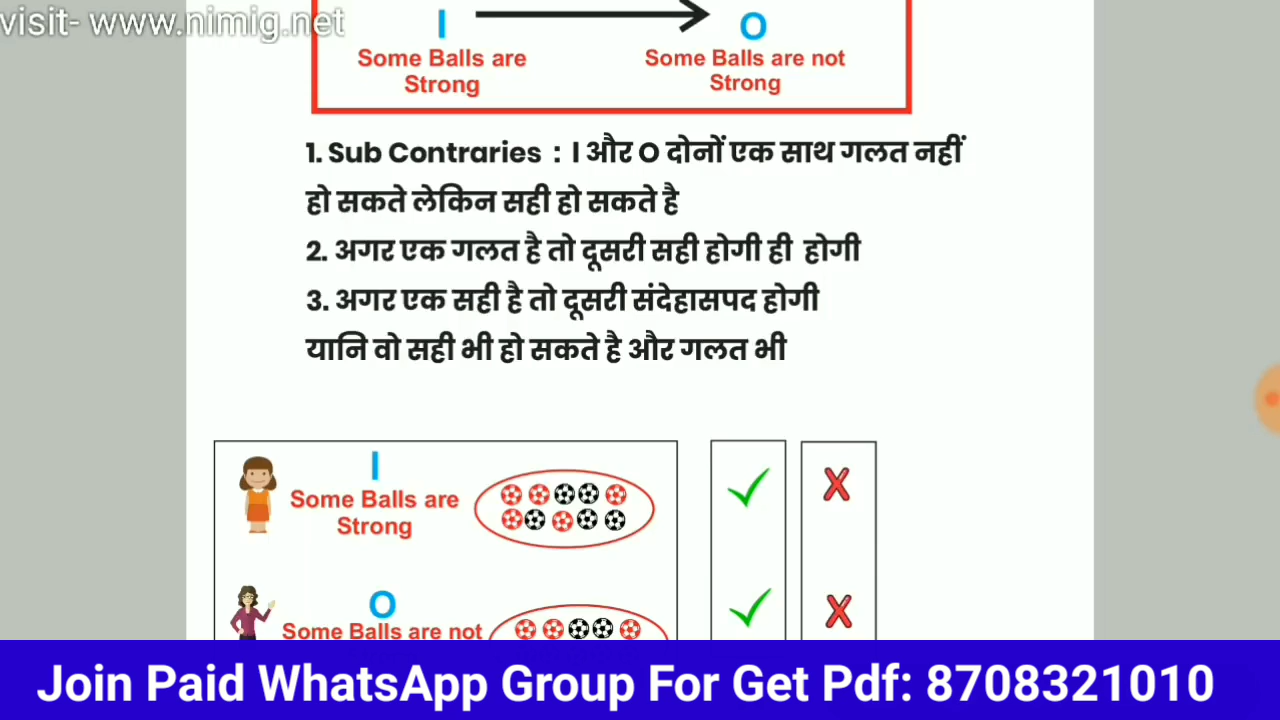 visit- www.nimig.net
I O
Some Balls are Some Balls are not
Strong Strong
1. Sub Contraries : I और O दोनों एक साथ गलत नहीं
हो सकते लेकिन सही हो सकते है
2. अगर एक गलत है तो दूसरी सही होगी ही होगी
3. अगर एक सही है तो दूसरी संदेहासपद होगी
यानि वो सही भी हो सकते है और गलत भी
I
Some Balls are
Strong
O
Some Balls are not
Join Paid WhatsApp Group For Get Pdf: 8708321010